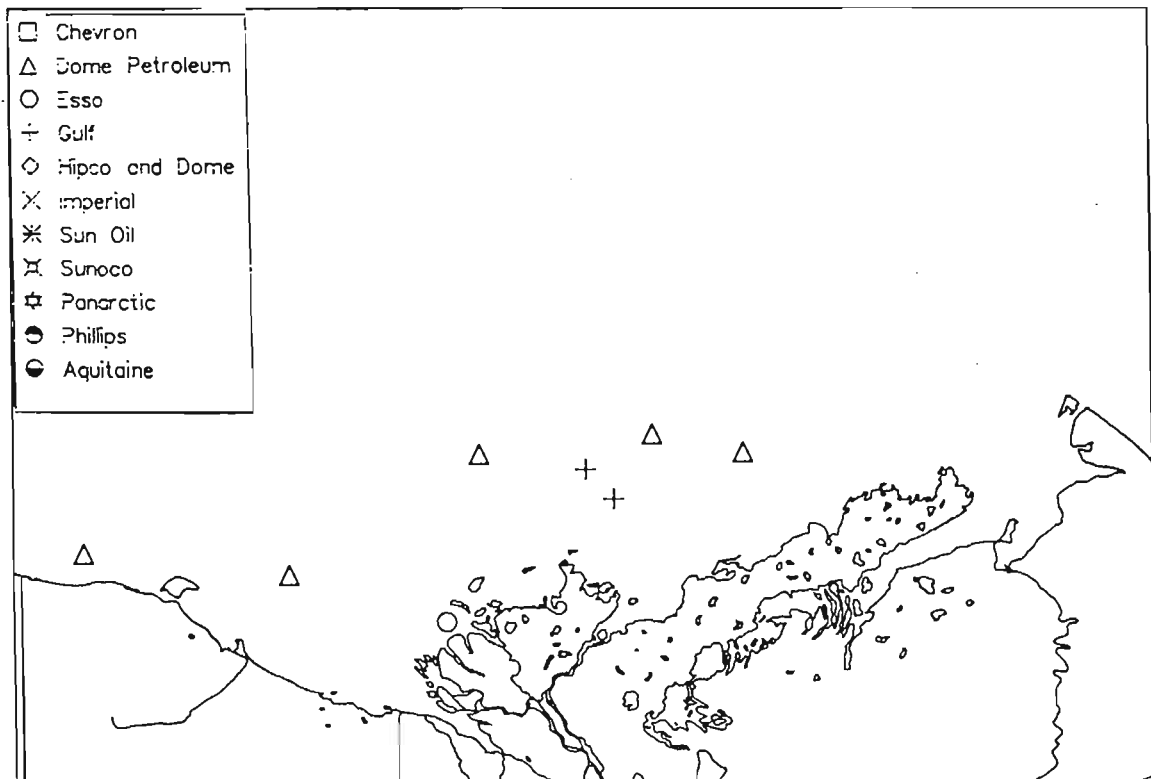 Chevron
Dome Petroleum
Esso
Gulf
Hipco and Dome
Imperial
Sun Oil
Sunoco
Panarctic
Phillips
Aquitaine